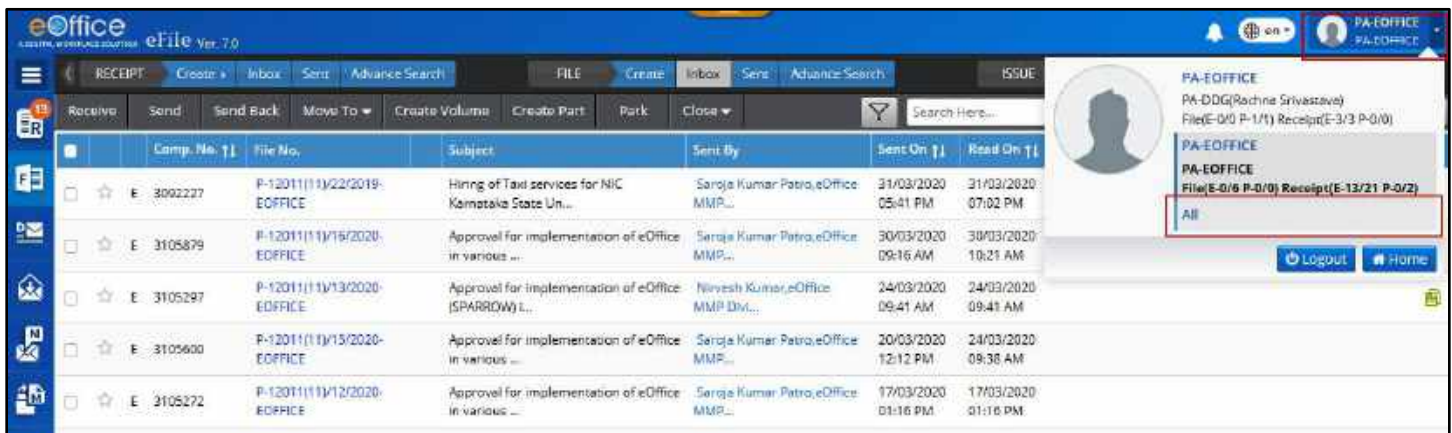 eOffice
eFile Ver. 7.0
en
PA-EOFFICE
PA-EOFFICE
RECEIPT Create Inbox Sent Advance Search FILE Create Inbox Sent Advance Search ISSUE
13
Receive Send Send Back Move To Create Volume Create Part Park Close Search Here...
Comp. No. File No. Subject Sent By Sent On Read On
E 3092227 P-12011(11)/22/2019- Hiring of Taxi services for NIC Saroja Kumar Patro,eOffice 31/03/2020 31/03/2020
EOFFICE Karnataka State Un... MMP... 05:41 PM 07:02 PM
E 3105879 P-12011(11)/16/2020- Approval for implementation of eOffice Saroja Kumar Patro,eOffice 30/03/2020 30/03/2020
EOFFICE in various ... MMP... 09:16 AM 10:21 AM
E 3105297 P-12011(11)/13/2020- Approval for implementation of eOffice Nirvesh Kumar,eOffice 24/03/2020 24/03/2020
EOFFICE (SPARROW) i... MMP Divi... 09:41 AM 09:41 AM
E 3105600 P-12011(11)/15/2020- Approval for implementation of eOffice Saroja Kumar Patro,eOffice 20/03/2020 24/03/2020
EOFFICE in various ... MMP... 12:12 PM 09:38 AM
E 3105272 P-12011(11)/12/2020- Approval for implementation of eOffice Saroja Kumar Patro,eOffice 17/03/2020 17/03/2020
EOFFICE in various ... MMP... 01:16 PM 01:16 PM
PA-EOFFICE
PA-DDG(Rachna Srivastava)
File(E-0/0 P-1/1) Receipt(E-3/3 P-0/0)
PA-EOFFICE
PA-EOFFICE
File(E-0/6 P-0/0) Receipt(E-13/21 P-0/2)
All
Logout Home